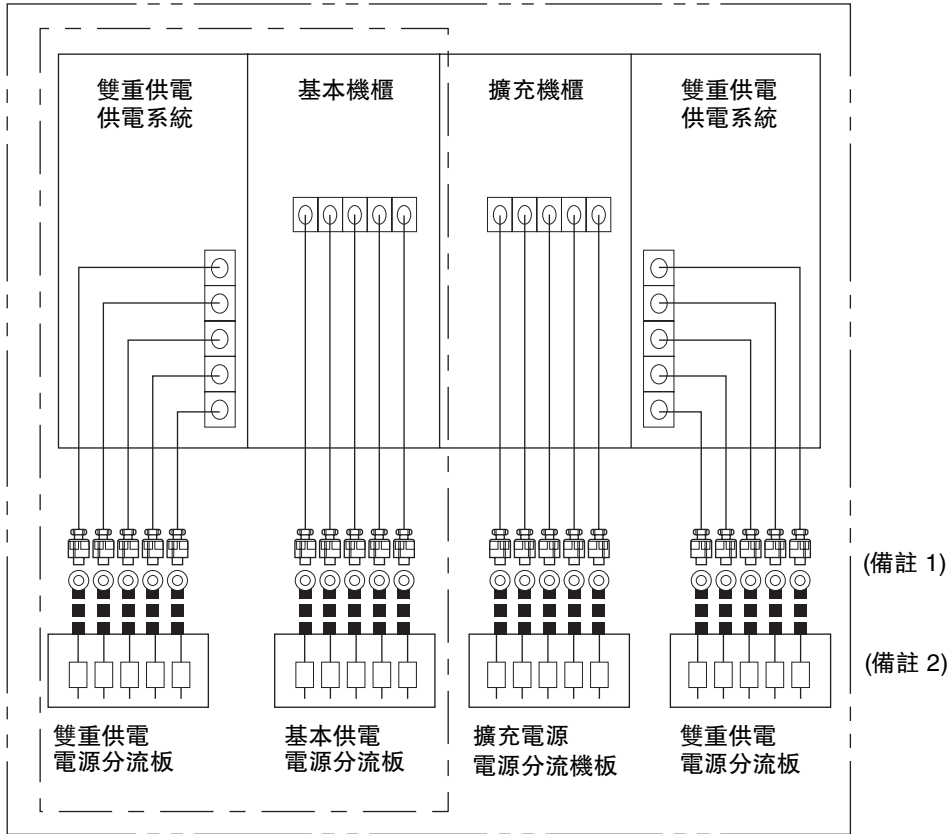 雙重供電
供電系統
基本機櫃
擴充機櫃
雙重供電
供電系統
(備註 1)
(備註 2)
雙重供電
電源分流板
基本供電
電源分流板
擴充電源
電源分流機板
雙重供電
電源分流板